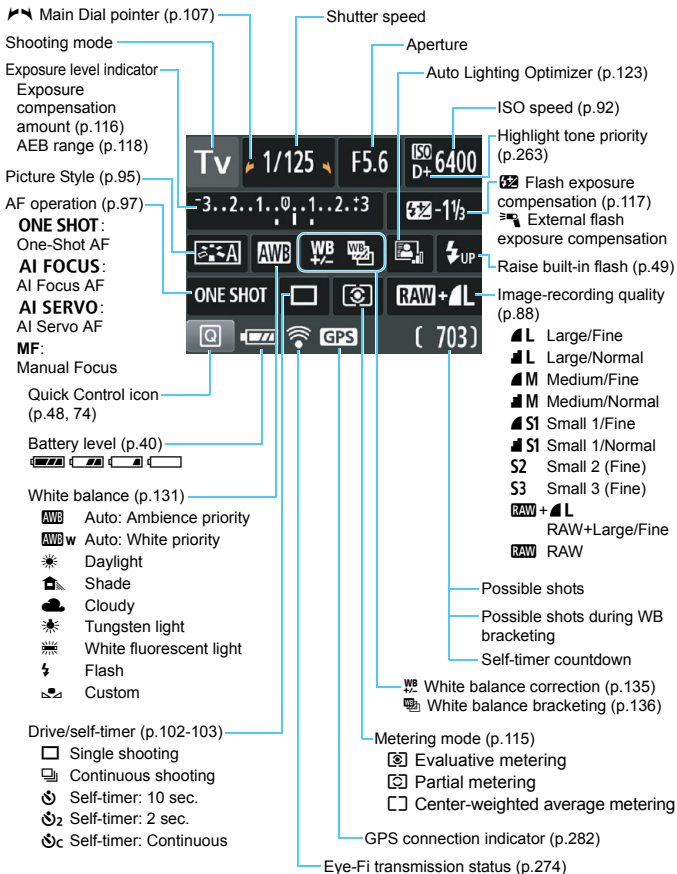 Main Dial pointer (p.107)
Shutter speed
Shooting mode
Aperture
Exposure level indicator
Auto Lighting Optimizer (p.123)
Exposure
compensation
amount (p.116)
AEB range (p.118)
ISO speed (p.92)
Highlight tone priority
(p.263)
Picture Style (p.95)
AF operation (p.97)
ONE SHOT:
One-Shot AF
AI FOCUS:
AI Focus AF
AI SERVO:
AI Servo AF
MF:
Manual Focus
Flash exposure
compensation (p.117)
External flash
exposure compensation
Raise built-in flash (p.49)
Image-recording quality
(p.88)
L Large/Fine
L Large/Normal
M Medium/Fine
M Medium/Normal
S1 Small 1/Fine
S1 Small 1/Normal
S2 Small 2 (Fine)
S3 Small 3 (Fine)
RAW+L
RAW+Large/Fine
RAW RAW
Tv 1/125 F5.6 ISO D+ 6400
-3..2..1..0..1..2..+3 -1 1/3
A AWB WB +/- WB UP
ONE SHOT RAW+L
Q GPS ( 703)
Quick Control icon
(p.48, 74)
Battery level (p.40)
White balance (p.131)
AWB Auto: Ambience priority
AWB w Auto: White priority
Daylight
Shade
Cloudy
Tungsten light
White fluorescent light
Flash
Custom
Drive/self-timer (p.102-103)
Single shooting
Continuous shooting
Self-timer: 10 sec.
2 Self-timer: 2 sec.
C Self-timer: Continuous
Possible shots
Possible shots during WB
bracketing
Self-timer countdown
WB +/- White balance correction (p.135)
WB White balance bracketing (p.136)
Metering mode (p.115)
Evaluative metering
Partial metering
Center-weighted average metering
GPS connection indicator (p.282)
Eye-Fi transmission status (p.274)